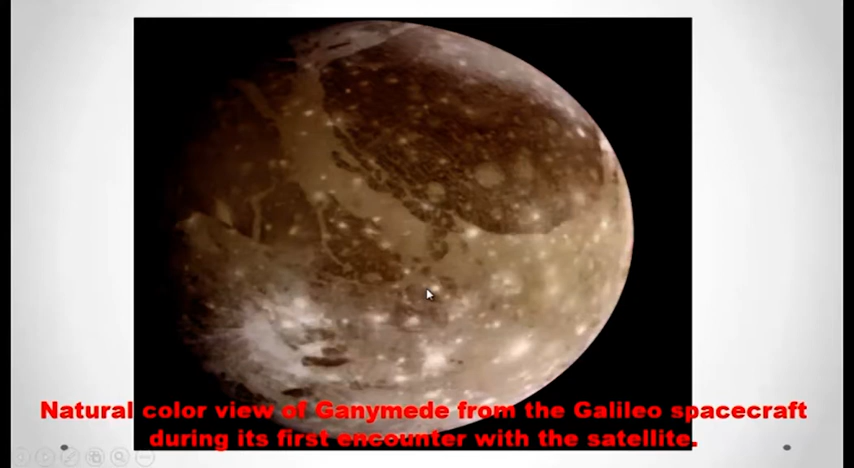 Natural color view of Ganymede from the Galileo spacecraft
during its first encounter with the satellite.